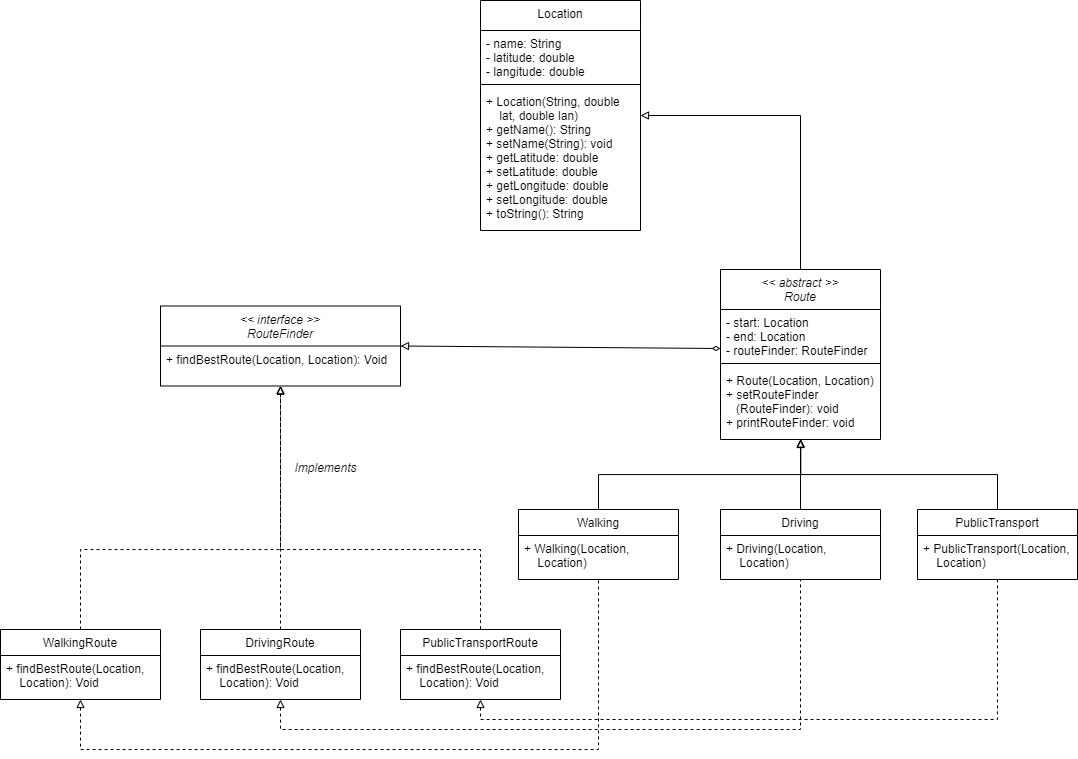 Location
- name: String
- latitude: double
- langitude: double
+ Location(String, double
lat, double lan)
+ getName(): String
+ setName(String): void
+ getLatitude: double
+ setLatitude: double
+ getLongitude: double
+ setLongitude: double
+ toString(): String
<< abstract >>
Route
- start: Location
- end: Location
- routeFinder: RouteFinder
+ Route(Location, Location)
+ setRouteFinder
(RouteFinder): void
+ printRouteFinder: void
<< interface >>
RouteFinder
+ findBestRoute(Location, Location): Void
Implements
Walking
+ Walking(Location,
Location)
Driving
+ Driving(Location,
Location)
PublicTransport
+ PublicTransport(Location,
Location)
WalkingRoute
+ findBestRoute(Location,
Location): Void
DrivingRoute
+ findBestRoute(Location,
Location): Void
PublicTransportRoute
+ findBestRoute(Location,
Location): Void